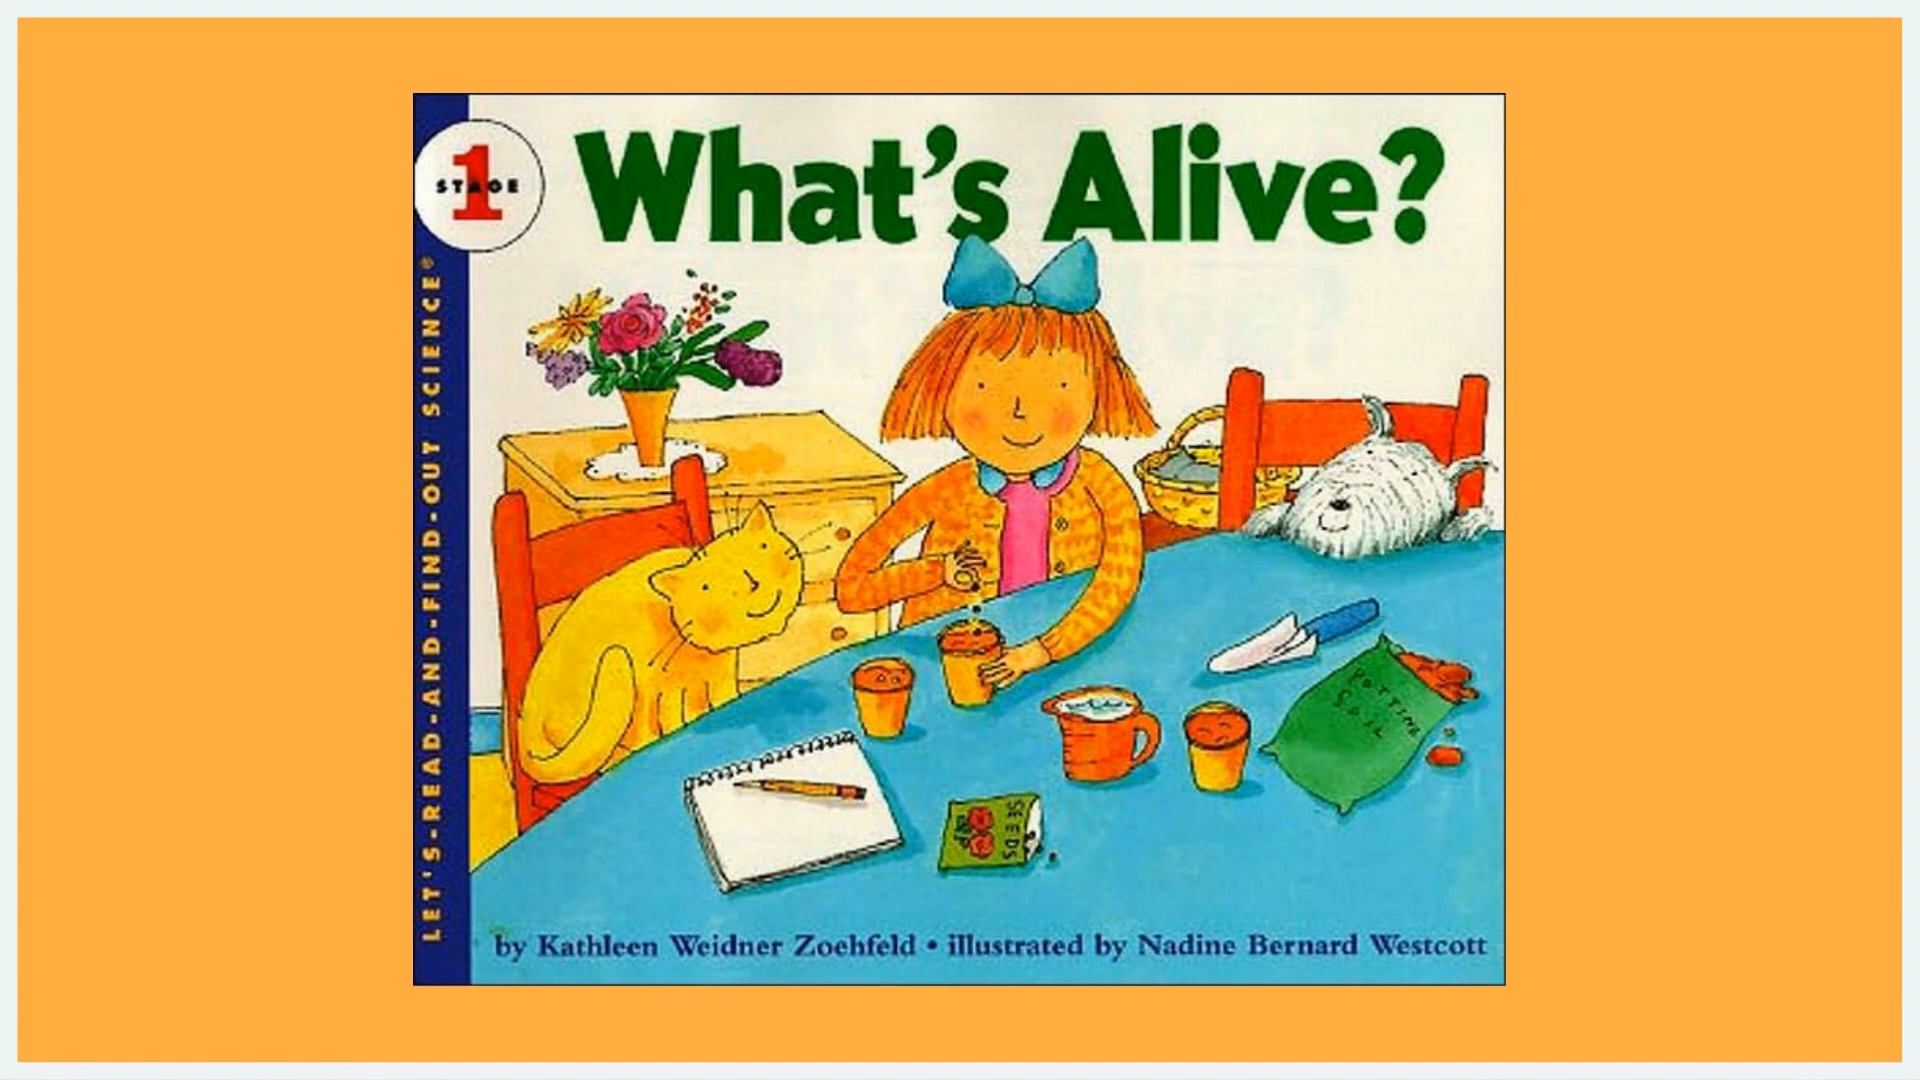 STAGE 1
What's Alive?
LET'S-READ-AND-FIND-OUT SCIENCE®
POTTING
SOIL
SEEDS
by Kathleen Weidner Zoehfeld • illustrated by Nadine Bernard Westcott